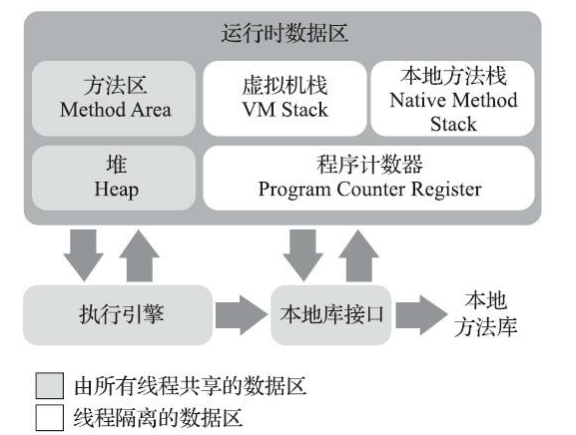 运行时数据区
方法区
Method Area
虚拟机栈
VM Stack
本地方法栈
Native Method
Stack
堆
Heap
程序计数器
Program Counter Register
执行引擎
本地库接口
本地
方法库
由所有线程共享的数据区
线程隔离的数据区